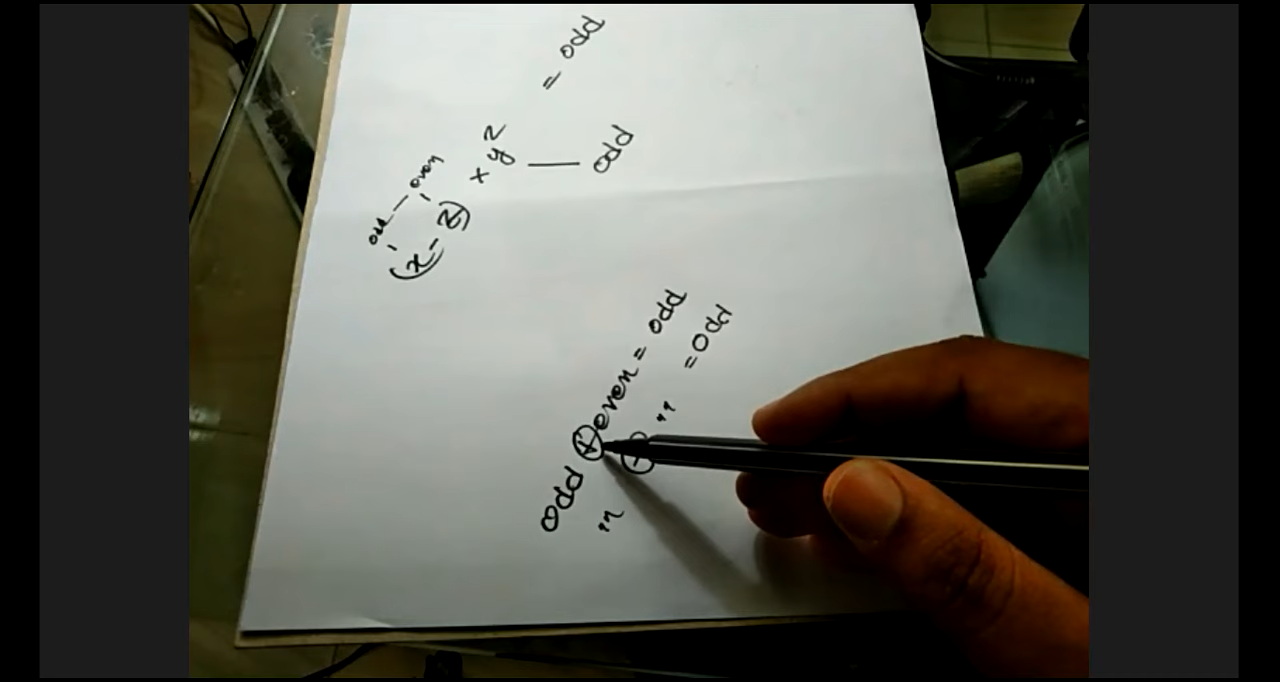 odd — even
(x - z) x y² = odd
odd
odd + even = odd
" - " = odd